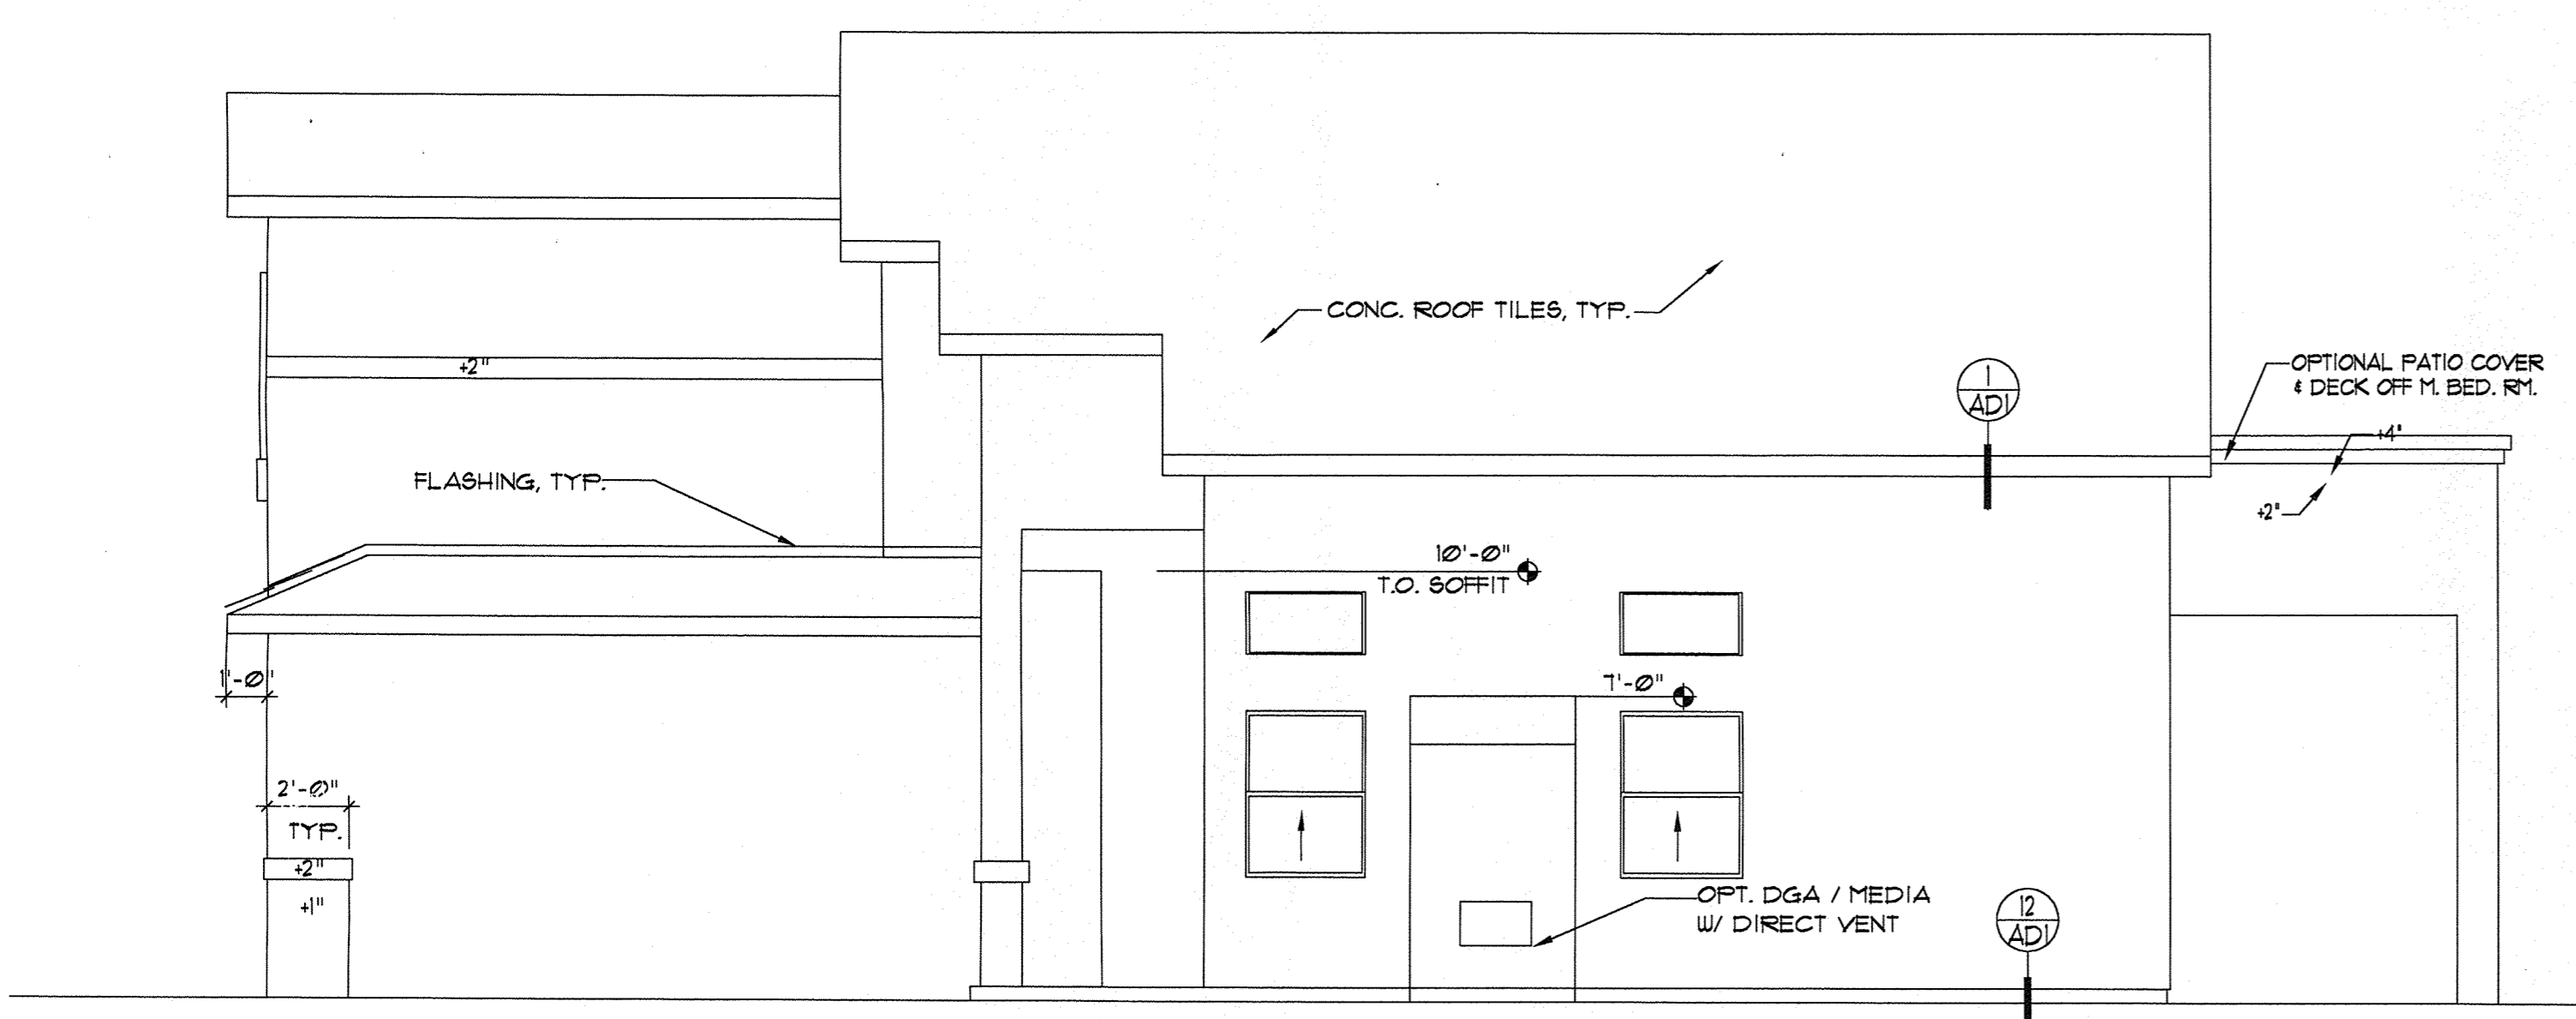 CONC. ROOF TILES, TYP.
+2"
1
AD1
OPTIONAL PATIO COVER
& DECK OFF M. BED. RM.
+4"
FLASHING, TYP.
+2"
10'-0"
T.O. SOFFIT
1'-0"
7'-0"
2'-0"
TYP.
+2"
+1"
OPT. DGA / MEDIA
W/ DIRECT VENT
12
AD1